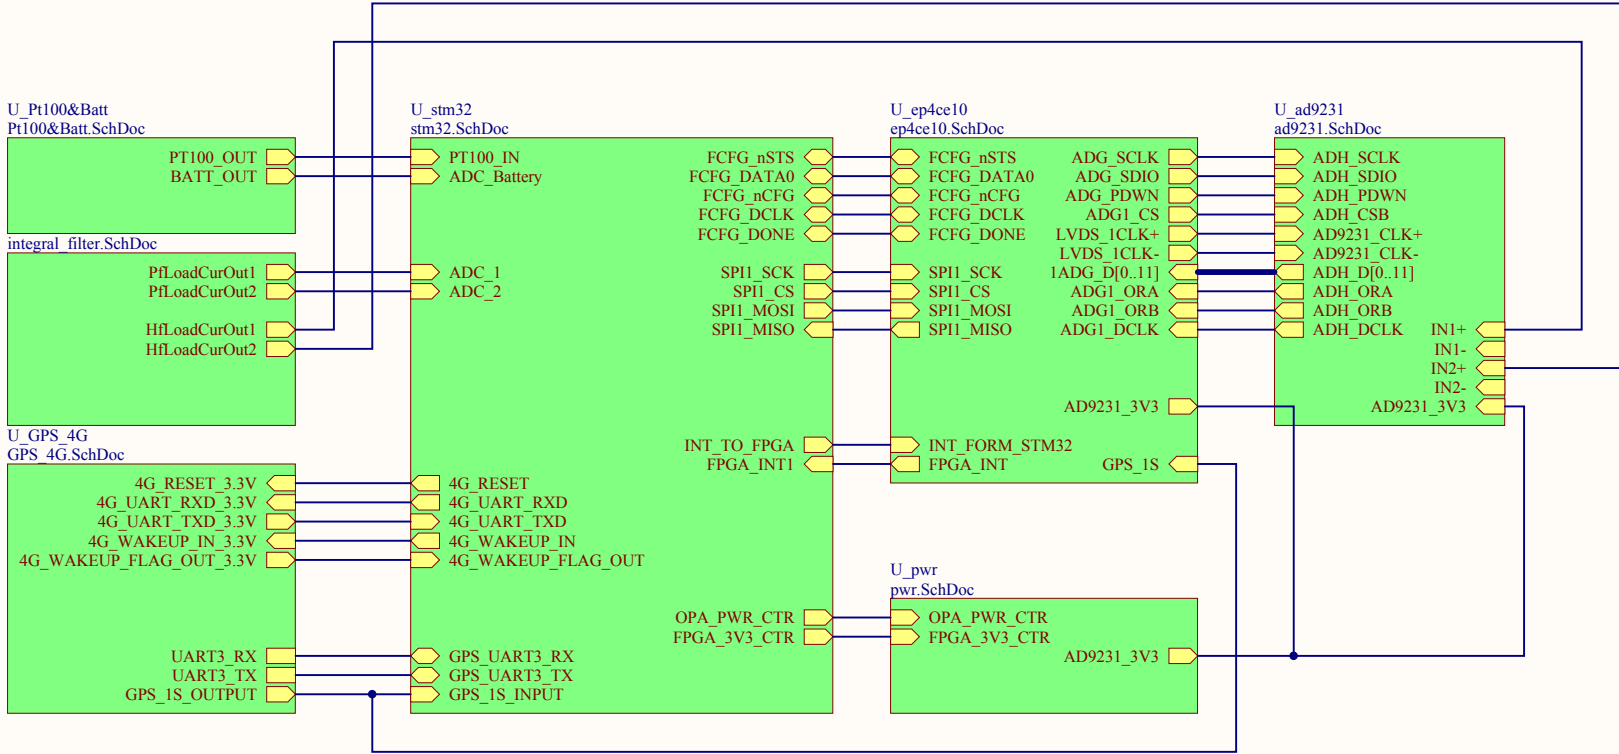 U_Pt100&Batt
Pt100&Batt.SchDoc
PT100_OUT
BATT_OUT
integral_filter.SchDoc
PfLoadCurOut1
PfLoadCurOut2
HfLoadCurOut1
HfLoadCurOut2
U_GPS_4G
GPS_4G.SchDoc
4G_RESET_3.3V
4G_UART_RXD_3.3V
4G_UART_TXD_3.3V
4G_WAKEUP_IN_3.3V
4G_WAKEUP_FLAG_OUT_3.3V
UART3_RX
UART3_TX
GPS_1S_OUTPUT
U_stm32
stm32.SchDoc
PT100_IN
ADC_Battery
ADC_1
ADC_2
4G_RESET
4G_UART_RXD
4G_UART_TXD
4G_WAKEUP_IN
4G_WAKEUP_FLAG_OUT
GPS_UART3_RX
GPS_UART3_TX
GPS_1S_INPUT
FCFG_nSTS
FCFG_DATA0
FCFG_nCFG
FCFG_DCLK
FCFG_DONE
SPI1_SCK
SPI1_CS
SPI1_MOSI
SPI1_MISO
INT_TO_FPGA
FPGA_INT1
OPA_PWR_CTR
FPGA_3V3_CTR
U_ep4ce10
ep4ce10.SchDoc
FCFG_nSTS
FCFG_DATA0
FCFG_nCFG
FCFG_DCLK
FCFG_DONE
SPI1_SCK
SPI1_CS
SPI1_MOSI
SPI1_MISO
INT_FORM_STM32
FPGA_INT
ADG_SCLK
ADG_SDIO
ADG_PDWN
ADG1_CS
LVDS_1CLK+
LVDS_1CLK-
1ADG_D[0..11]
ADG1_ORA
ADG1_ORB
ADG1_DCLK
AD9231_3V3
GPS_1S
U_pwr
pwr.SchDoc
OPA_PWR_CTR
FPGA_3V3_CTR
AD9231_3V3
U_ad9231
ad9231.SchDoc
ADH_SCLK
ADH_SDIO
ADH_PDWN
ADH_CSB
AD9231_CLK+
AD9231_CLK-
ADH_D[0..11]
ADH_ORA
ADH_ORB
ADH_DCLK
IN1+
IN1-
IN2+
IN2-
AD9231_3V3